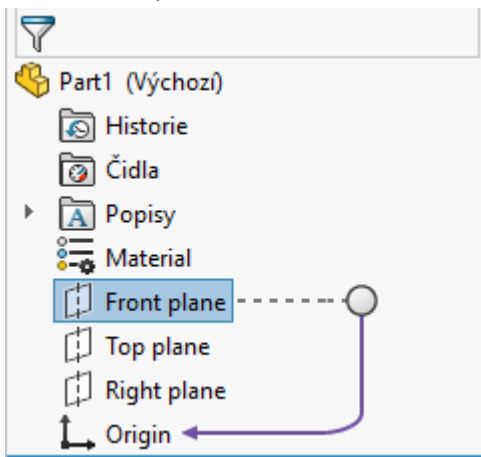 Part1 (Výchozí)
Historie
Čidla
Popisy
Material
Front plane
Top plane
Right plane
Origin